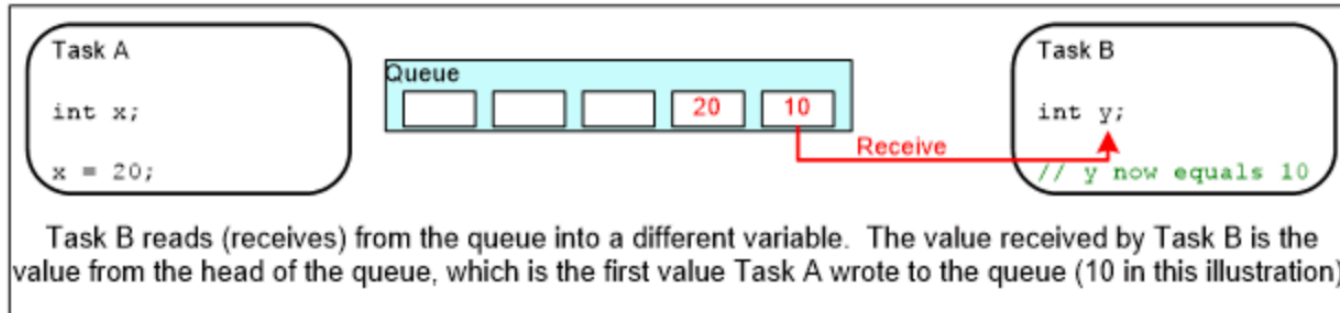 Task A
int x;
x = 20;
Queue
20 10
Receive
Task B
int y;
// y now equals 10
Task B reads (receives) from the queue into a different variable. The value received by Task B is the
value from the head of the queue, which is the first value Task A wrote to the queue (10 in this illustration)